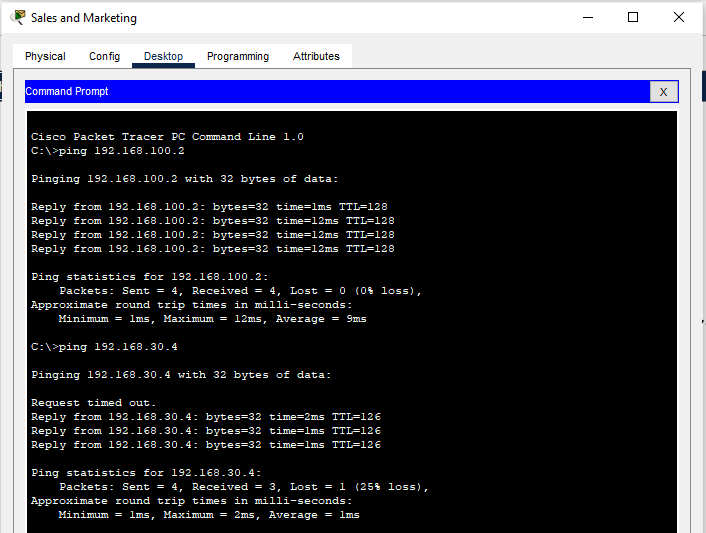 Sales and Marketing
Physical Config Desktop Programming Attributes
Command Prompt X
Cisco Packet Tracer PC Command Line 1.0
C:\>ping 192.168.100.2
Pinging 192.168.100.2 with 32 bytes of data:
Reply from 192.168.100.2: bytes=32 time=1ms TTL=128
Reply from 192.168.100.2: bytes=32 time=12ms TTL=128
Reply from 192.168.100.2: bytes=32 time=12ms TTL=128
Reply from 192.168.100.2: bytes=32 time=12ms TTL=128
Ping statistics for 192.168.100.2:
Packets: Sent = 4, Received = 4, Lost = 0 (0% loss),
Approximate round trip times in milli-seconds:
Minimum = 1ms, Maximum = 12ms, Average = 9ms
C:\>ping 192.168.30.4
Pinging 192.168.30.4 with 32 bytes of data:
Request timed out.
Reply from 192.168.30.4: bytes=32 time=2ms TTL=126
Reply from 192.168.30.4: bytes=32 time=1ms TTL=126
Reply from 192.168.30.4: bytes=32 time=1ms TTL=126
Ping statistics for 192.168.30.4:
Packets: Sent = 4, Received = 3, Lost = 1 (25% loss),
Approximate round trip times in milli-seconds:
Minimum = 1ms, Maximum = 2ms, Average = 1ms